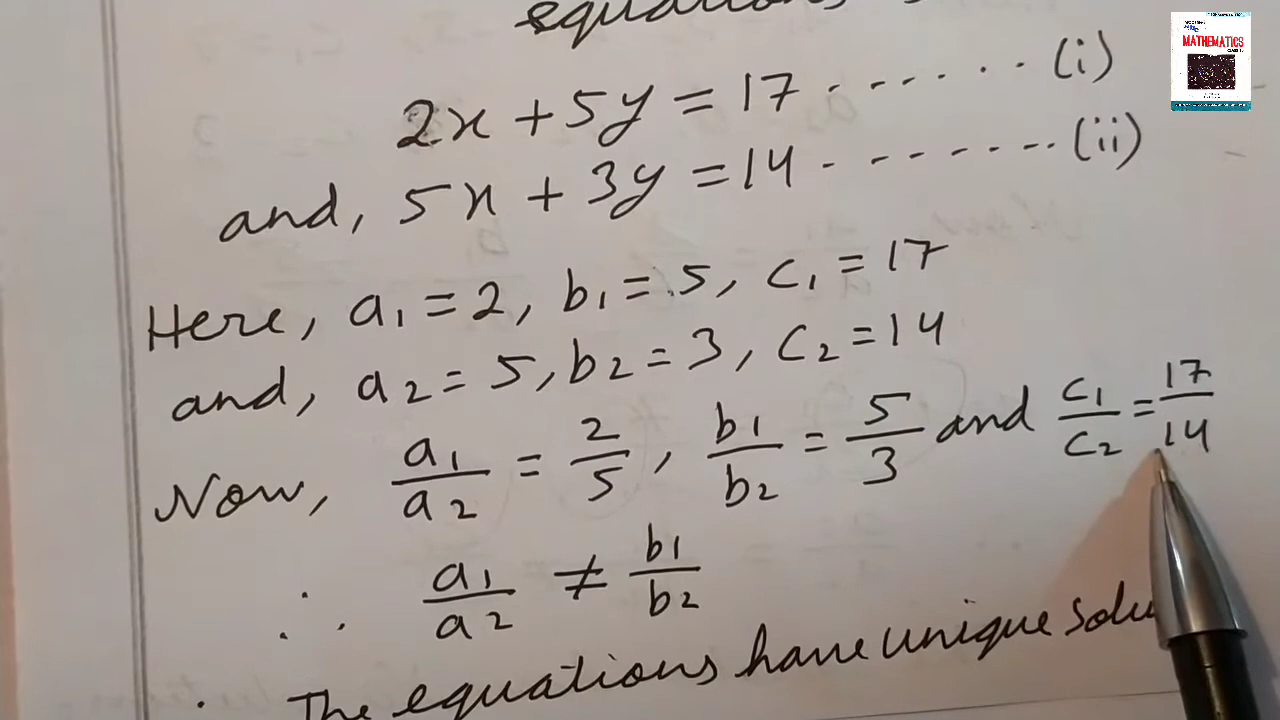 equations
2x + 5y = 17 ........ (i)
and, 5x + 3y = 14 ......... (ii)
Here, a₁ = 2, b₁ = 5, c₁ = 17
and, a₂ = 5, b₂ = 3, c₂ = 14
Now, a₁/a₂ = 2/5, b₁/b₂ = 5/3 and c₁/c₂ = 17/14
∴ a₁/a₂ ≠ b₁/b₂
The equations have unique solu
MATHEMATICS